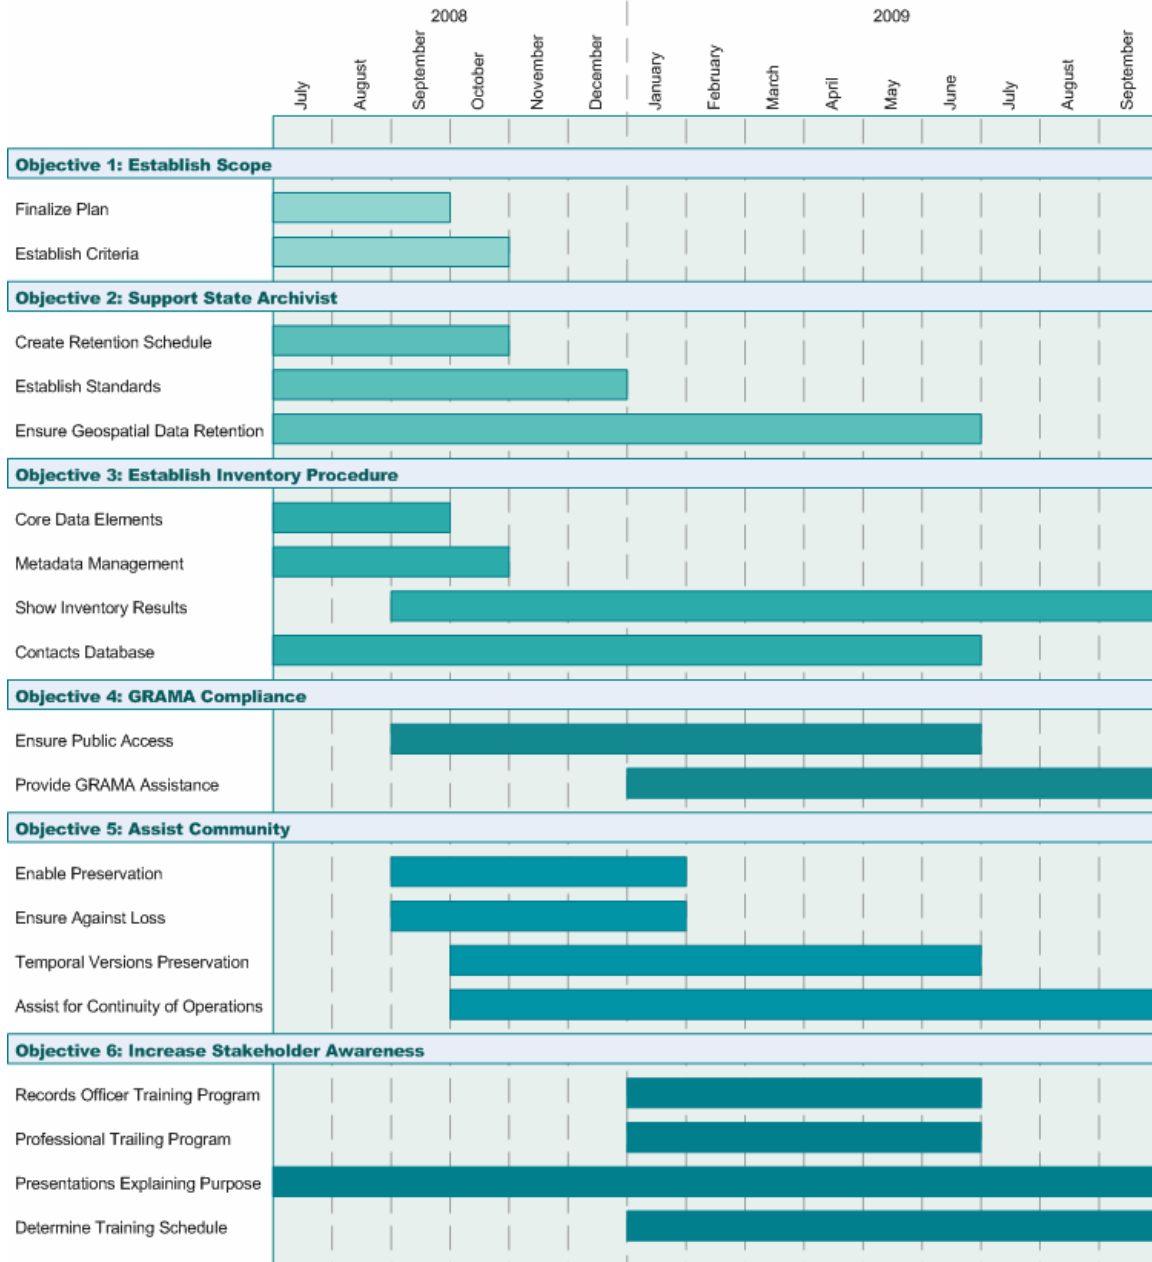 2008 2009
July August September October November December January February March April May June July August September
Objective 1: Establish Scope
Finalize Plan
Establish Criteria
Objective 2: Support State Archivist
Create Retention Schedule
Establish Standards
Ensure Geospatial Data Retention
Objective 3: Establish Inventory Procedure
Core Data Elements
Metadata Management
Show Inventory Results
Contacts Database
Objective 4: GRAMA Compliance
Ensure Public Access
Provide GRAMA Assistance
Objective 5: Assist Community
Enable Preservation
Ensure Against Loss
Temporal Versions Preservation
Assist for Continuity of Operations
Objective 6: Increase Stakeholder Awareness
Records Officer Training Program
Professional Trailing Program
Presentations Explaining Purpose
Determine Training Schedule